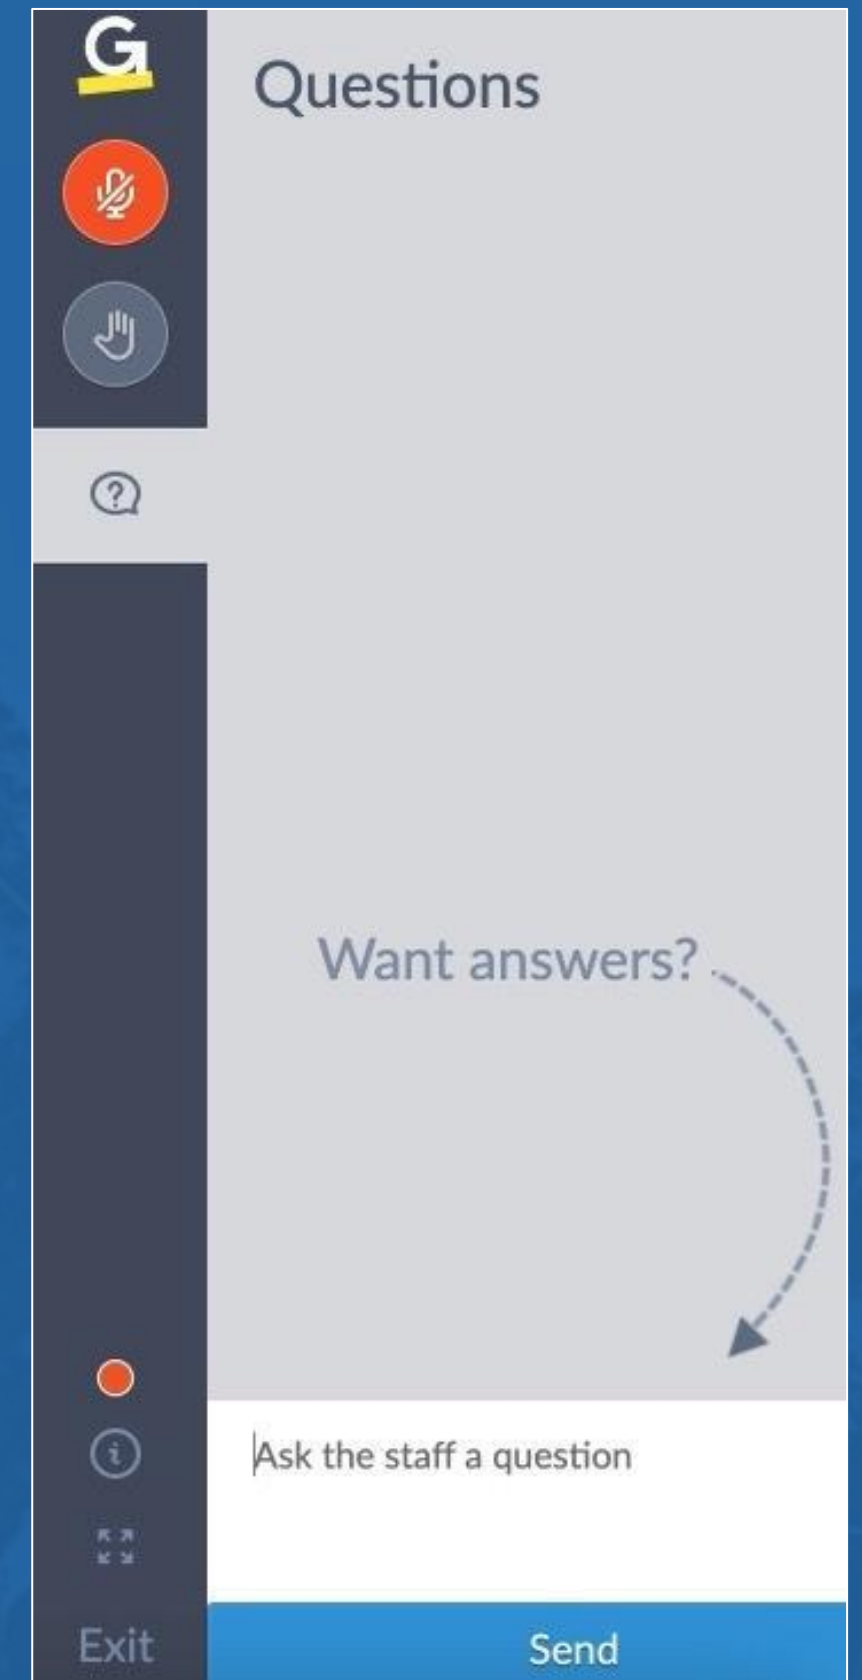 G
Questions
Want answers?
Ask the staff a question
Exit
Send